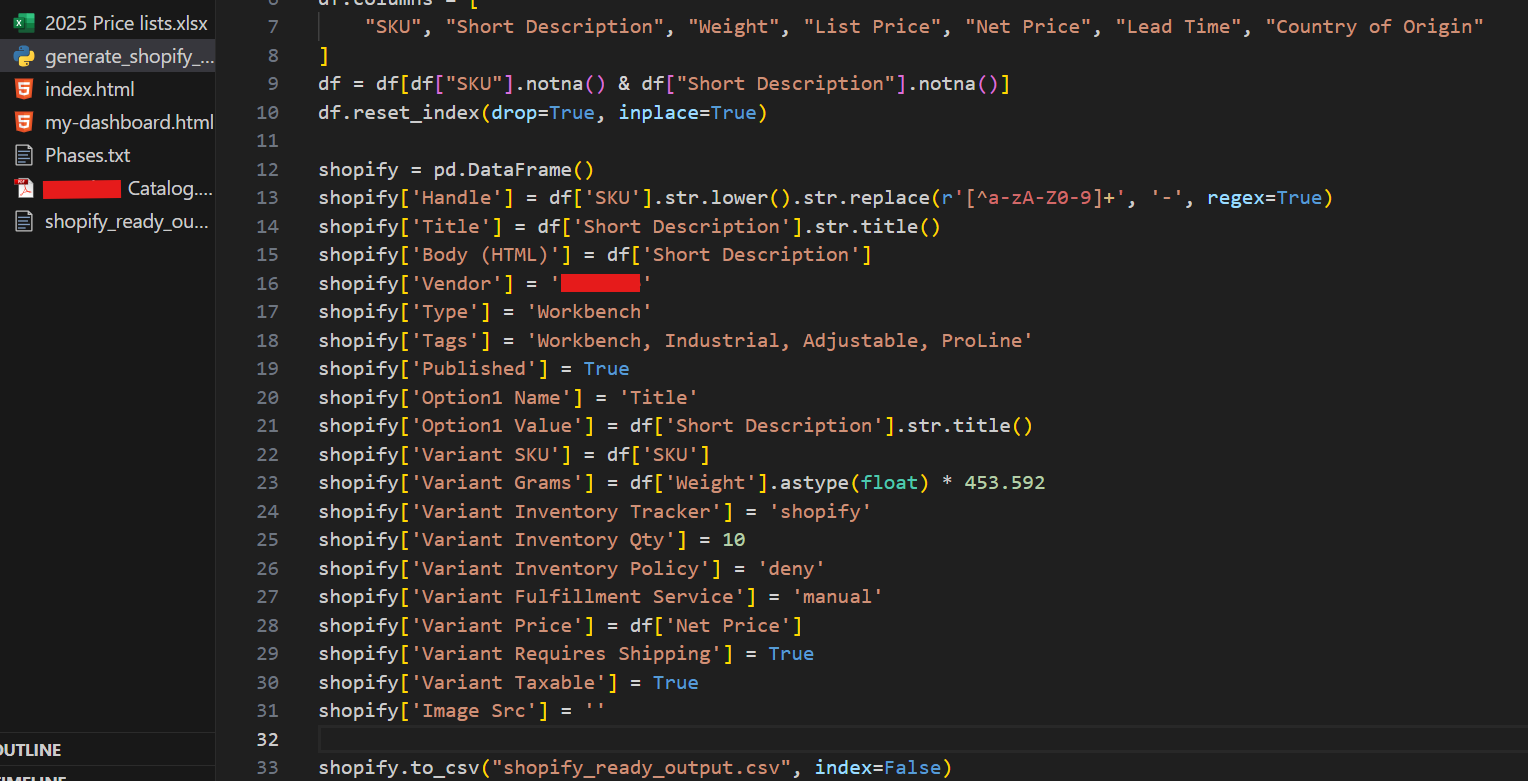 2025 Price lists.xlsx
generate_shopify_...
index.html
my-dashboard.html
Phases.txt
Catalog....
shopify_ready_ou...
OUTLINE
TIMELINE
6 df.columns = [
7 "SKU", "Short Description", "Weight", "List Price", "Net Price", "Lead Time", "Country of Origin"
8 ]
9 df = df[df["SKU"].notna() & df["Short Description"].notna()]
10 df.reset_index(drop=True, inplace=True)
11
12 shopify = pd.DataFrame()
13 shopify['Handle'] = df['SKU'].str.lower().str.replace(r'[^a-zA-Z0-9]+', '-', regex=True)
14 shopify['Title'] = df['Short Description'].str.title()
15 shopify['Body (HTML)'] = df['Short Description']
16 shopify['Vendor'] = ' '
17 shopify['Type'] = 'Workbench'
18 shopify['Tags'] = 'Workbench, Industrial, Adjustable, ProLine'
19 shopify['Published'] = True
20 shopify['Option1 Name'] = 'Title'
21 shopify['Option1 Value'] = df['Short Description'].str.title()
22 shopify['Variant SKU'] = df['SKU']
23 shopify['Variant Grams'] = df['Weight'].astype(float) * 453.592
24 shopify['Variant Inventory Tracker'] = 'shopify'
25 shopify['Variant Inventory Qty'] = 10
26 shopify['Variant Inventory Policy'] = 'deny'
27 shopify['Variant Fulfillment Service'] = 'manual'
28 shopify['Variant Price'] = df['Net Price']
29 shopify['Variant Requires Shipping'] = True
30 shopify['Variant Taxable'] = True
31 shopify['Image Src'] = ''
32
33 shopify.to_csv("shopify_ready_output.csv", index=False)